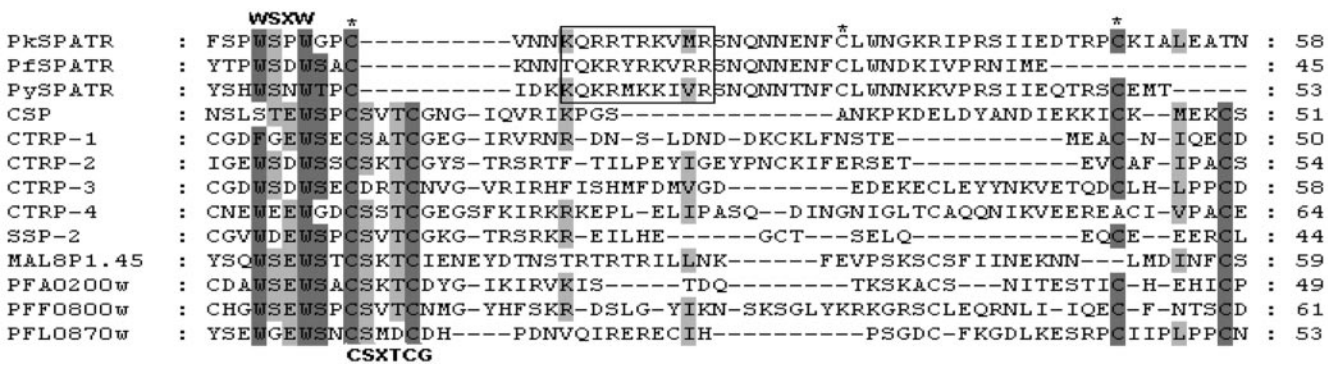 WSXW * * *
PkSPATR : FSPWSPWGPC----------VNNKQRRTRKVMRSNQNNENFCLWNGKRIPRSIIEDTRPCKIALEATN : 58
PfSPATR : YTPWSDWSAC----------KNNTQKRYRKVRRSNQNNENFCLWNDKIVPRNIME--------------- : 45
PySPATR : YSHWSNWTPC----------IDKKQKRMKKIVRSNQNNTNFCLWNNKKVPRSIIEQTRSCEMT------- : 53
CSP : NSLSTEWSPCSVTCGNG-IQVRIKPGS---------------ANKPKDELDYANDIEKKICK--MEKCS : 51
CTRP-1 : CGDFGEWSECSATCGEG-IRVRNR-DN-S-LDND-DKCKLFNSTE-----------MEAC-N-IQECD : 50
CTRP-2 : IGEWSDWSSCSKTCGYS-TRSRTF-TILPEYIGEYPNCKIFERSET----------EVCAF-IPACS : 54
CTRP-3 : CGDWSDWSECDRTCNVG-VRIRHFISHMFDMVGD--------EDEKECLEYYNKVETQDCLH-LPPCD : 58
CTRP-4 : CNEWEEWGDCSSTCGEGSFKIRKRKEPL-ELIPASQ--DINGNIGLTCAQQNIKVEEREACI-VPACE : 64
SSP-2 : CGVWDEWSPCSVTCGKG-TRSRKR-EILHE------GCT---SELQ----------EQCE--EERCL : 44
MAL8P1.45 : YSQWSEWSTCSKTCIENEYDTNSTRTRTRILLNK------FEVPSKSCSFIINEKNN---LMDINFCS : 59
PFA0200w : CDAWSEWSACSKTCDYG-IKIRVKIS-----TDQ------TKSKACS---NITESTIC-H-EHICP : 49
PFF0800w : CHGWSEWSPCSVTCNMG-YHFSKR-DSLG-YIKN-SKSGLYKRKGRSCLEQRNLI-IQEC-F-NTSCD : 61
PFL0870w : YSEWGEWSNCSMDCDH----PDNVQIRERECIH---------PSGDC-FKGDLKESRPCIIPLPPCN : 53
CSXTCG